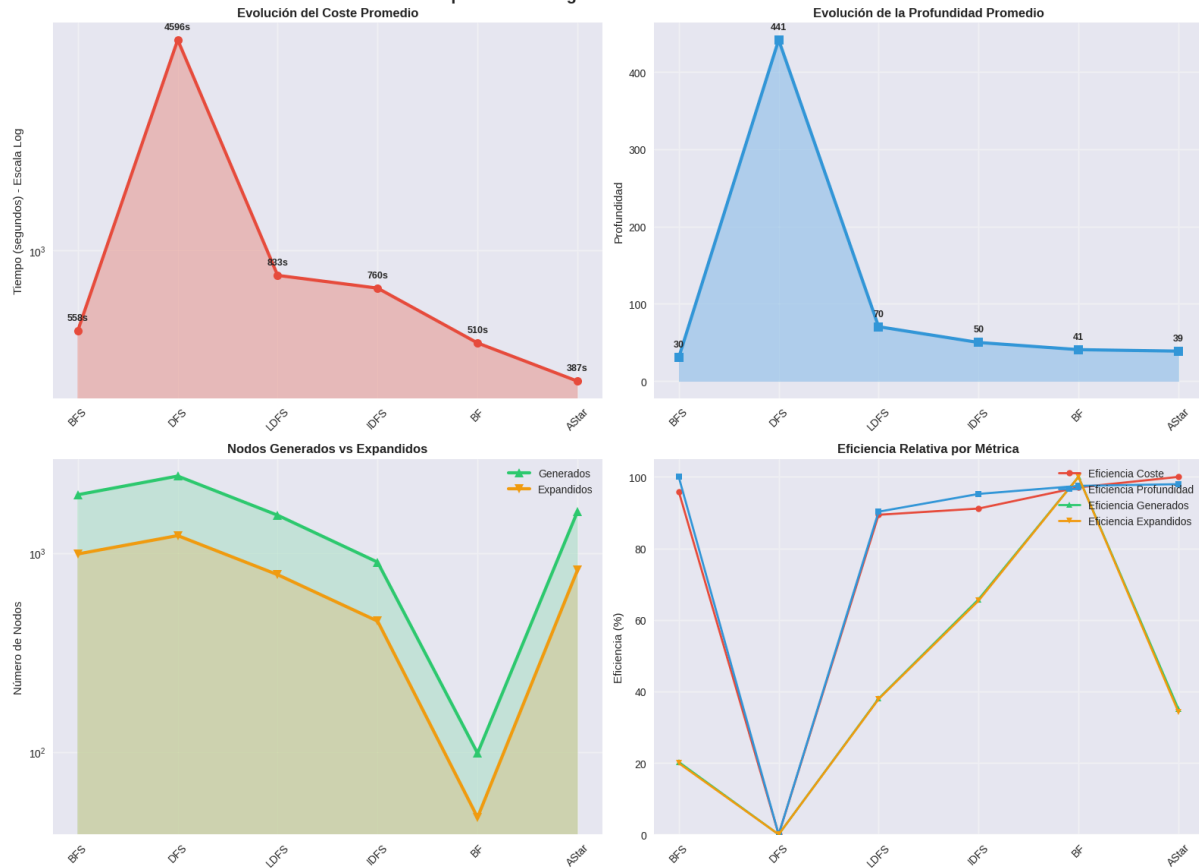 Evolución del Coste Promedio
Tiempo (segundos) - Escala Log
10³
558s
4596s
833s
760s
510s
387s
BFS
DFS
LDFS
IDFS
BF
AStar
Evolución de la Profundidad Promedio
Profundidad
400
300
200
100
0
30
441
70
50
41
39
BFS
DFS
LDFS
IDFS
BF
AStar
Nodos Generados vs Expandidos
Número de Nodos
10³
10²
Generados
Expandidos
BFS
DFS
LDFS
IDFS
BF
AStar
Eficiencia Relativa por Métrica
Eficiencia (%)
100
80
60
40
20
0
Eficiencia Coste
Eficiencia Profundidad
Eficiencia Generados
Eficiencia Expandidos
BFS
DFS
LDFS
IDFS
BF
AStar